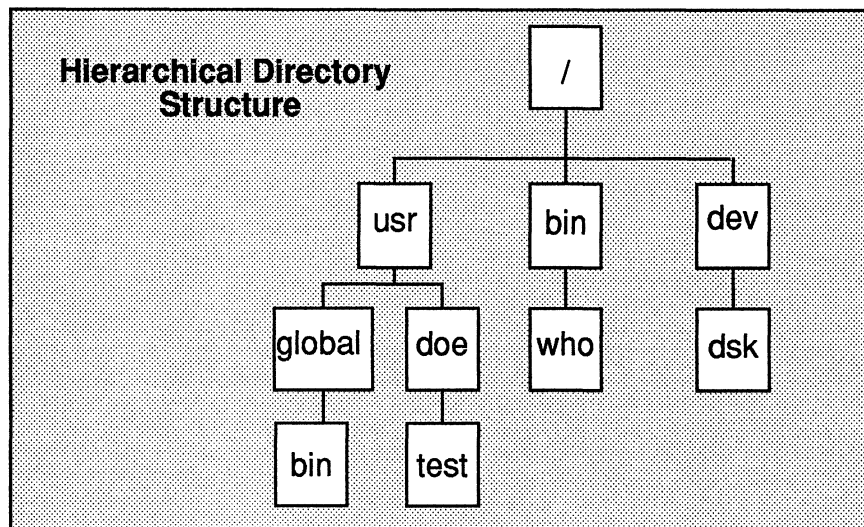 Hierarchical Directory
Structure
/
usr
bin
dev
global
doe
who
dsk
bin
test